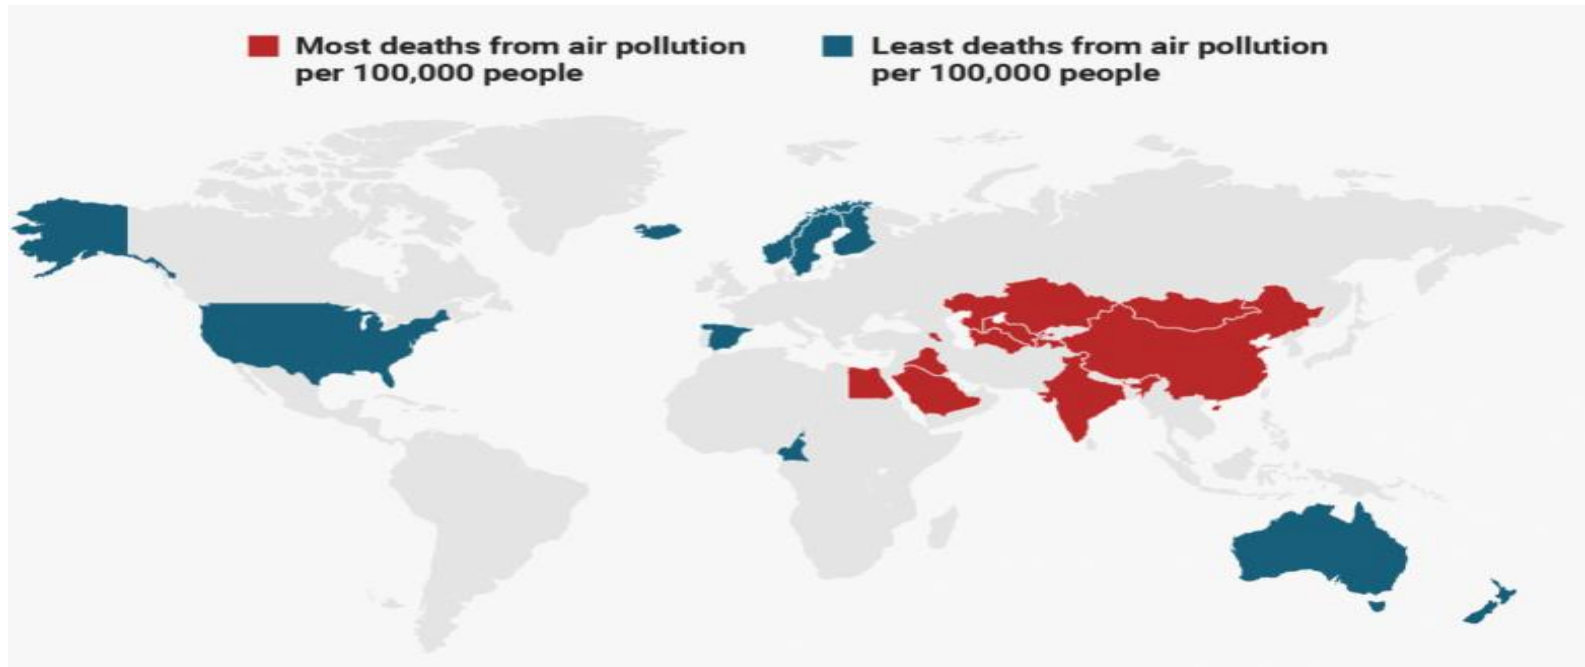 Most deaths from air pollution
per 100,000 people
Least deaths from air pollution
per 100,000 people